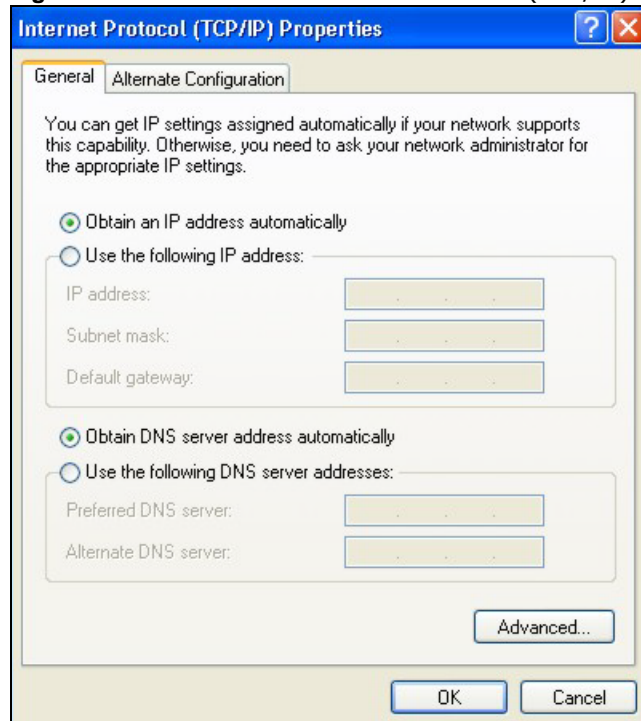 Internet Protocol (TCP/IP) Properties
General
Alternate Configuration
You can get IP settings assigned automatically if your network supports
this capability. Otherwise, you need to ask your network administrator for
the appropriate IP settings.
Obtain an IP address automatically
Use the following IP address:
IP address:
Subnet mask:
Default gateway:
Obtain DNS server address automatically
Use the following DNS server addresses:
Preferred DNS server:
Alternate DNS server:
Advanced...
OK
Cancel